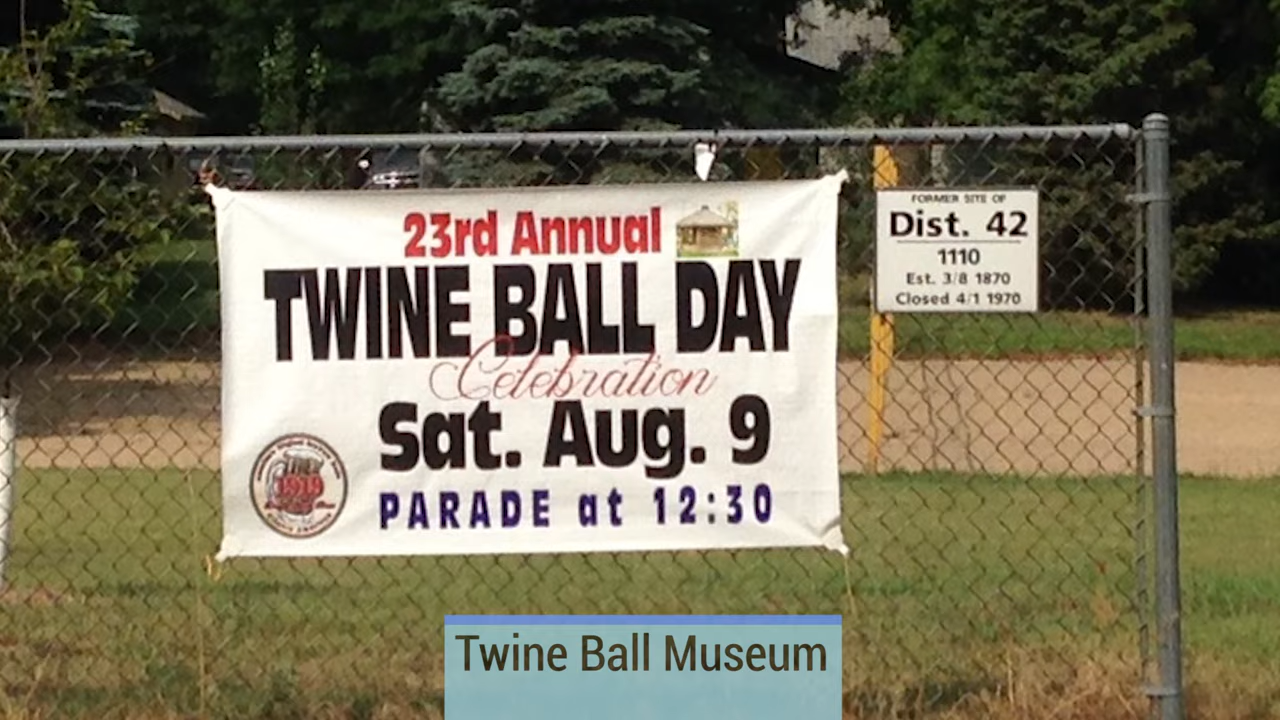 23rd Annual
TWINE BALL DAY
Celebration
Sat. Aug. 9
PARADE at 12:30
1919
FORMER SITE OF
Dist. 42
1110
Est. 3/8 1870
Closed 4/1 1970
Twine Ball Museum